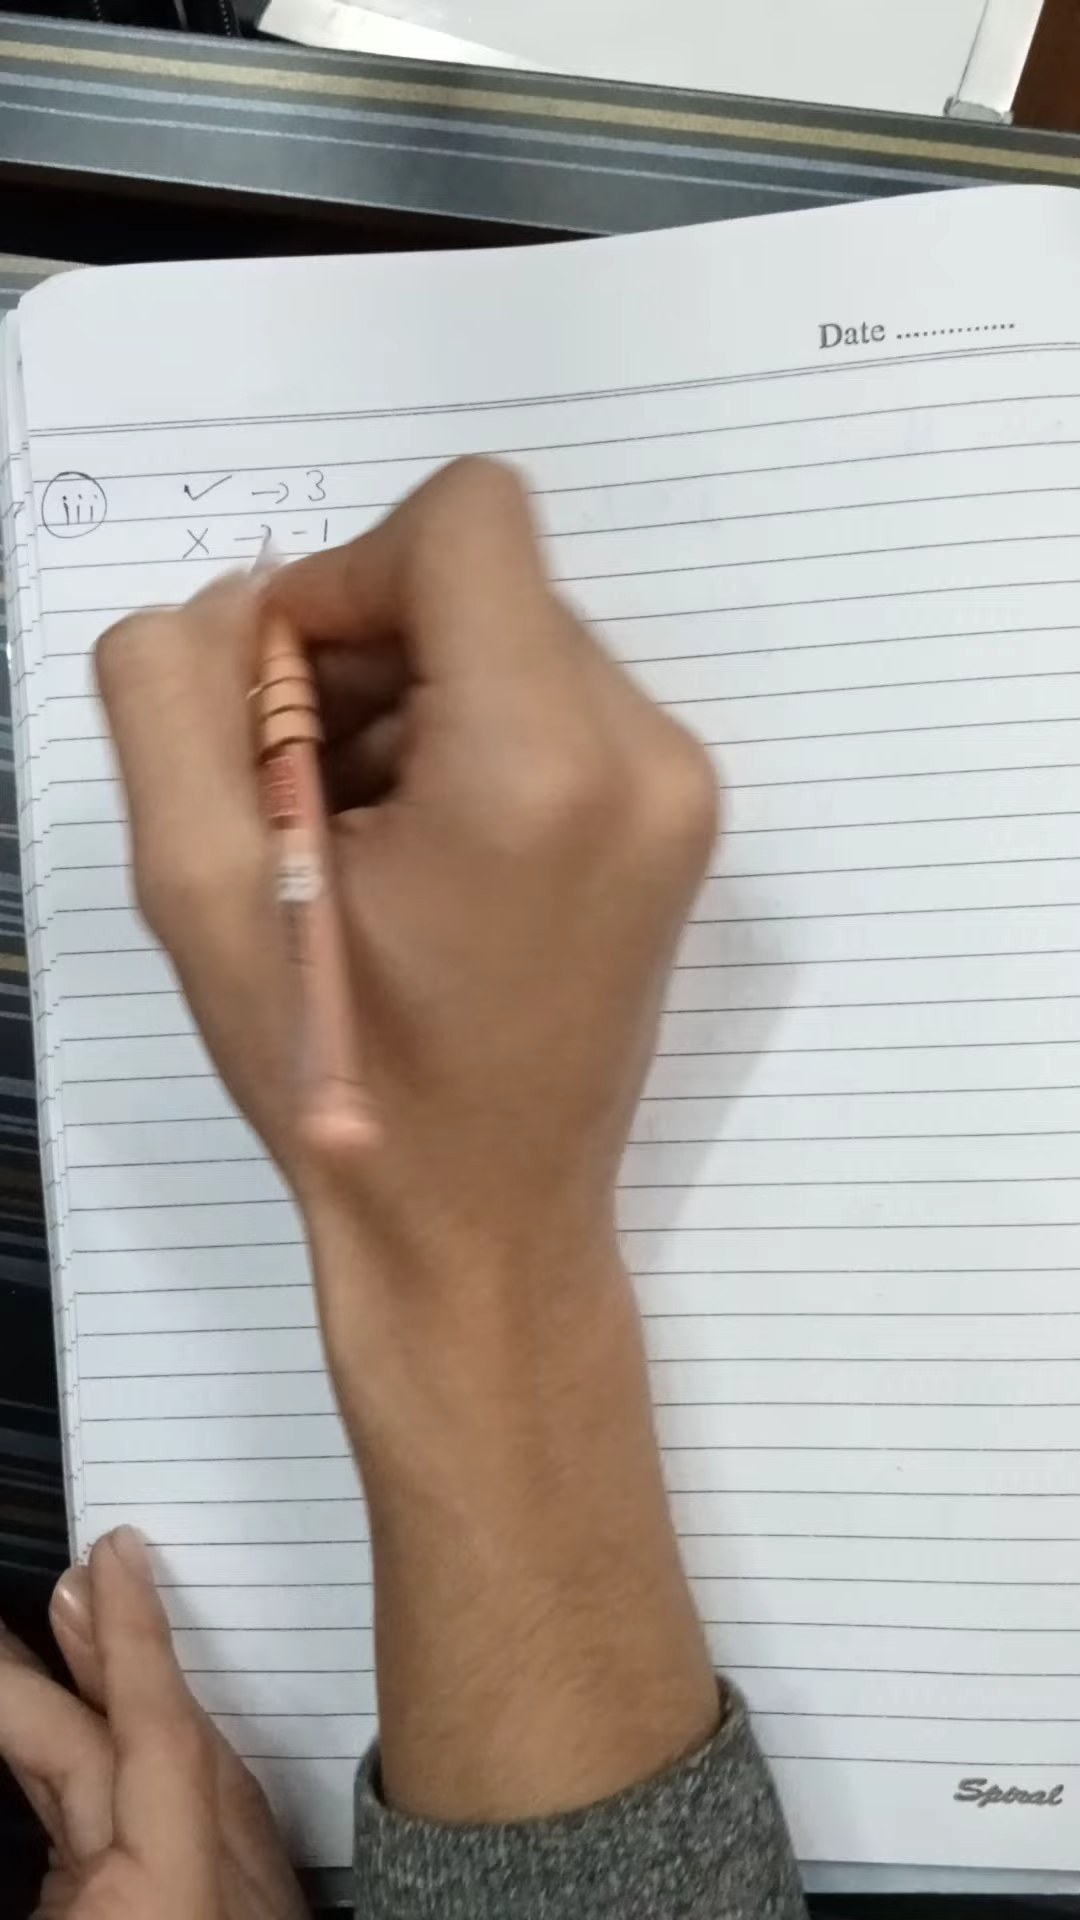 Date ..............
iii ✓ → 3
x → -1
Spiral